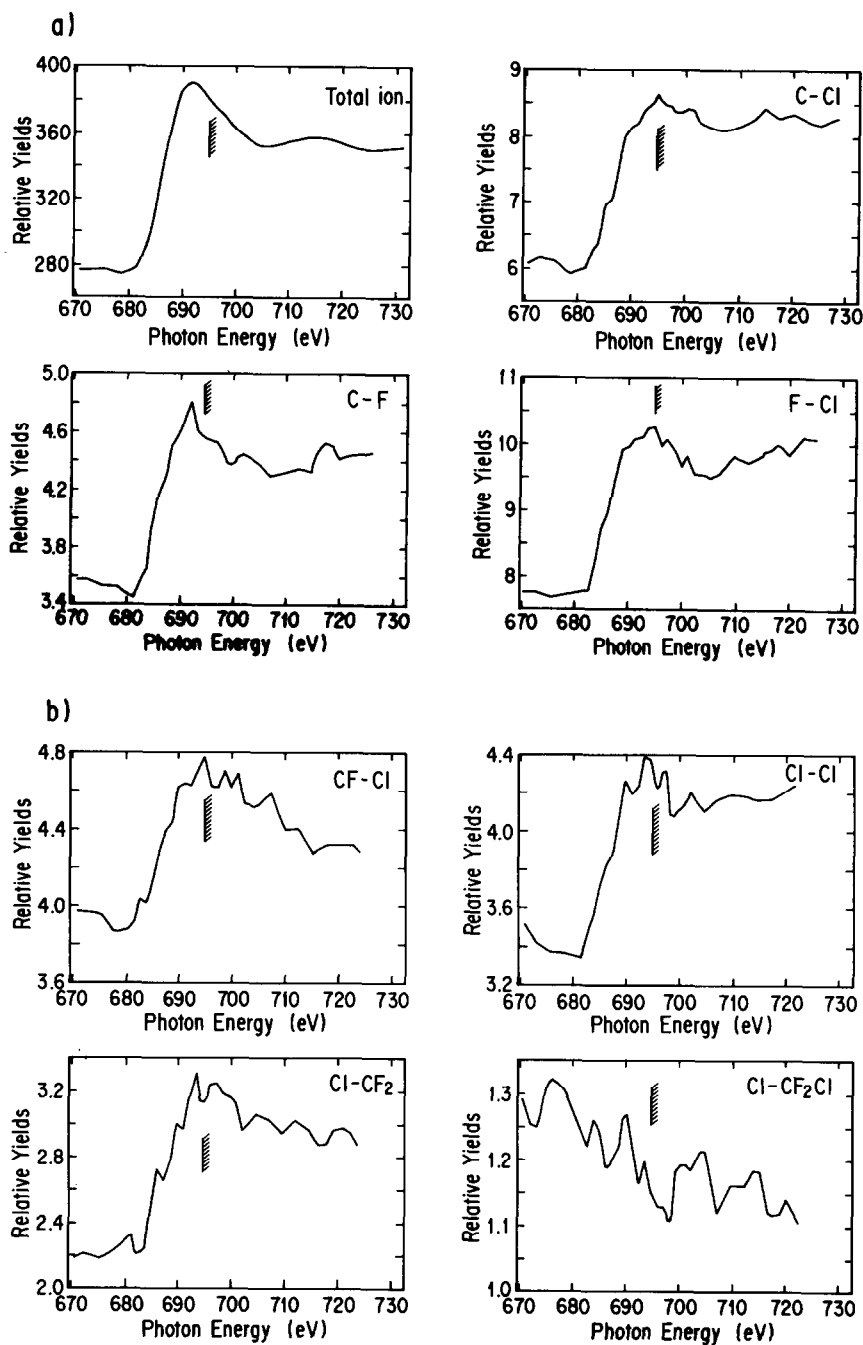 a)
Total ion
Relative Yields
400
360
320
280
670 680 690 700 710 720 730
Photon Energy (eV)
C-Cl
Relative Yields
9
8
7
6
670 680 690 700 710 720 730
Photon Energy (eV)
C-F
Relative Yields
5.0
4.6
4.2
3.8
3.4
670 680 690 700 710 720 730
Photon Energy (eV)
F-Cl
Relative Yields
11
10
9
8
670 680 690 700 710 720 730
Photon Energy (eV)
b)
CF-Cl
Relative Yields
4.8
4.4
4.0
3.6
670 680 690 700 710 720 730
Photon Energy (eV)
Cl-Cl
Relative Yields
4.4
4.0
3.6
3.2
670 680 690 700 710 720 730
Photon Energy (eV)
Cl-CF₂
Relative Yields
3.2
2.8
2.4
2.0
670 680 690 700 710 720 730
Photon Energy (eV)
Cl-CF₂Cl
Relative Yields
1.3
1.2
1.1
1.0
670 680 690 700 710 720 730
Photon Energy (eV)